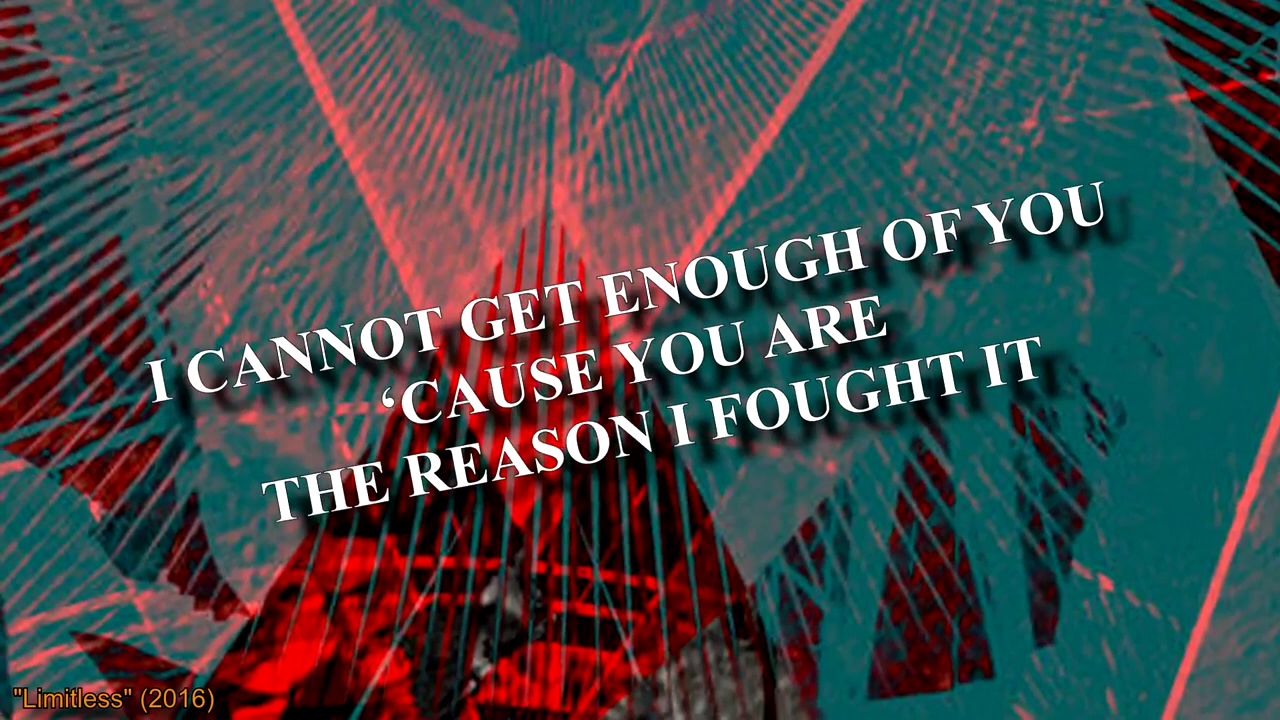 I CANNOT GET ENOUGH OF YOU
‘CAUSE YOU ARE
THE REASON I FOUGHT IT
"Limitless" (2016)